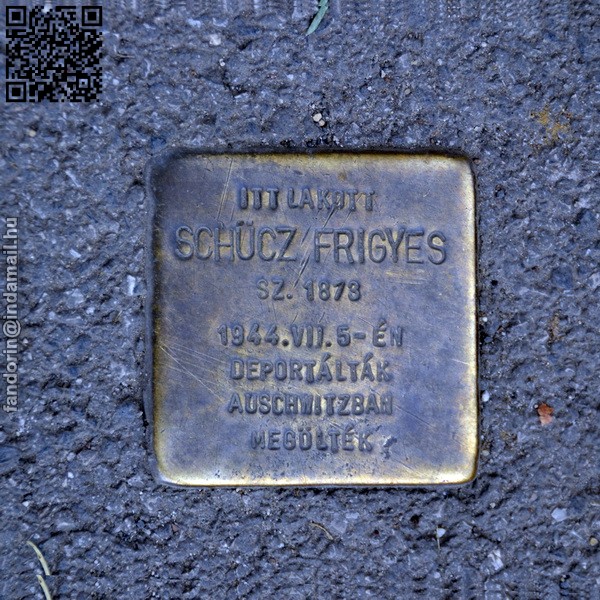 ITT LAKOTT
SCHÜCZ FRIGYES
SZ. 1873
1944.VII.5-ÉN
DEPORTÁLTÁK
AUSCHWITZBAN
MEGÖLTÉK
fandorin@indamail.hu